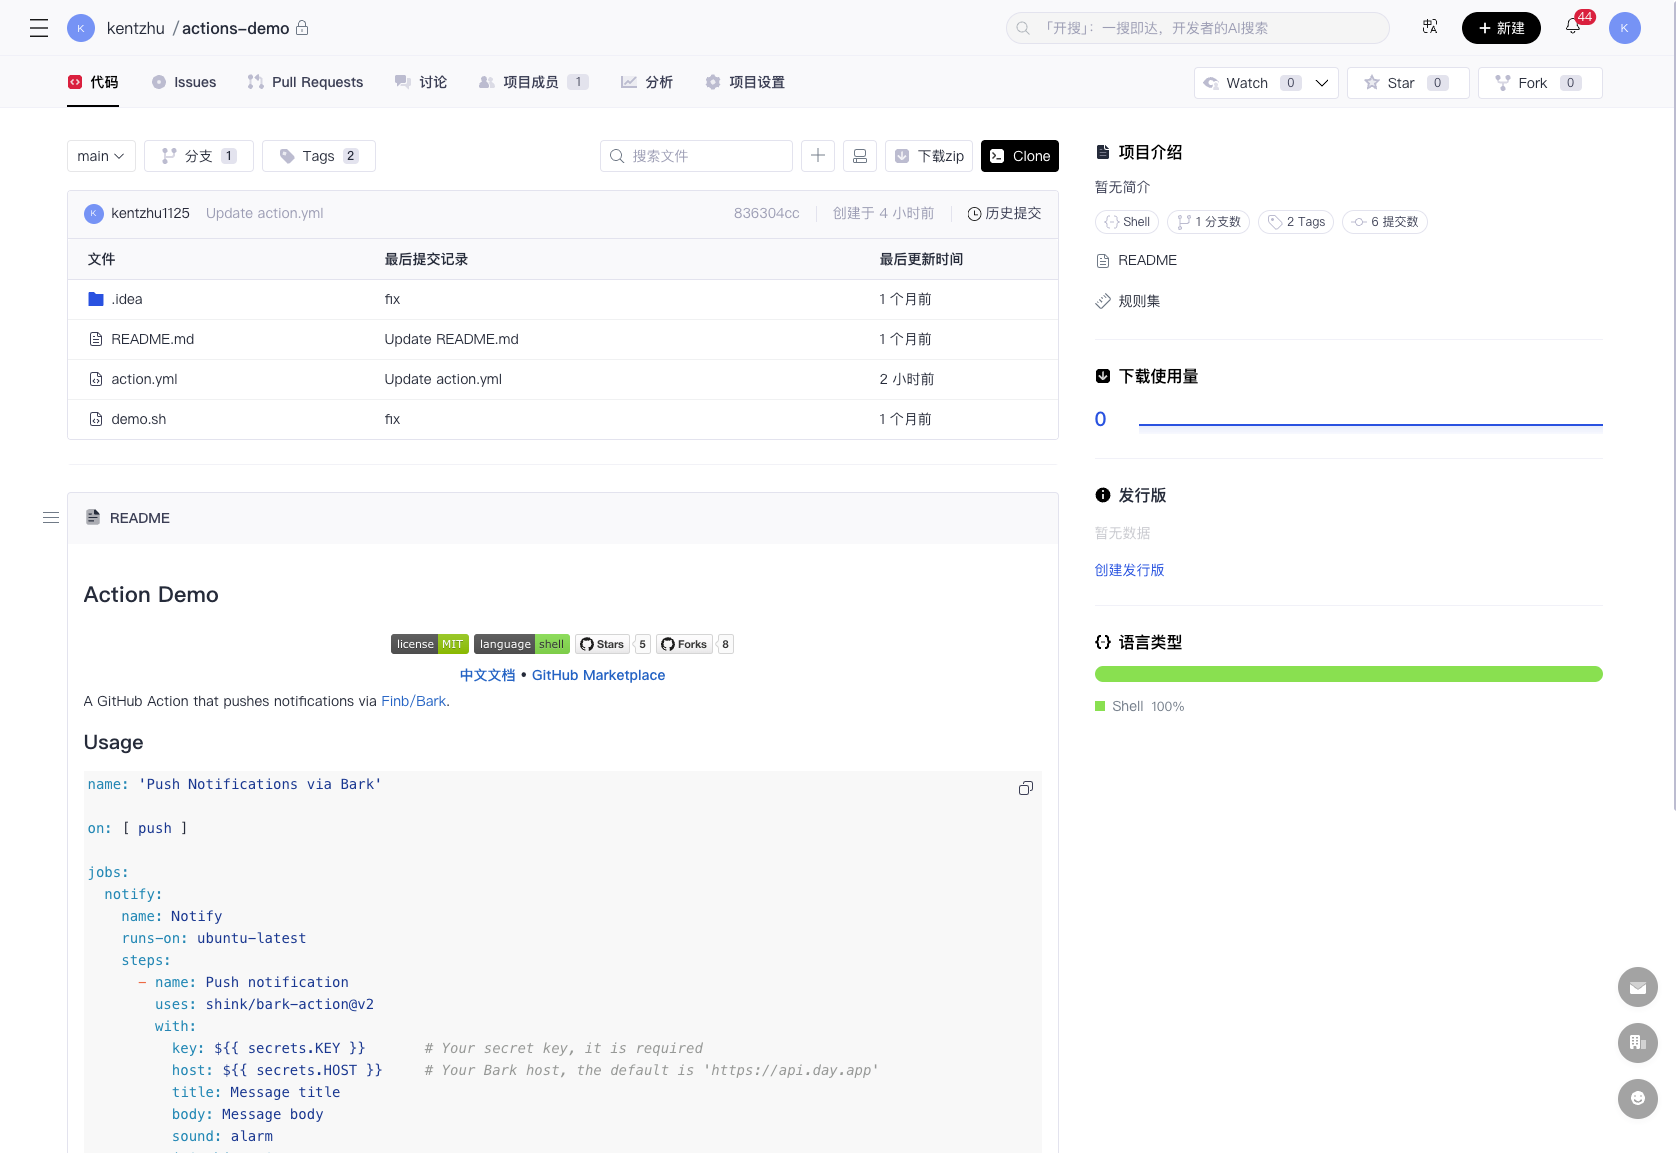 K kentzhu / actions-demo
「开搜」：一搜即达，开发者的AI搜索
新建 44 K
代码 Issues Pull Requests 讨论 项目成员 1 分析 项目设置
Watch 0 Star 0 Fork 0
main 分支 1 Tags 2 搜索文件 下载zip Clone
K kentzhu1125 Update action.yml 836304cc 创建于 4 小时前 历史提交
文件 最后提交记录 最后更新时间
.idea fix 1 个月前
README.md Update README.md 1 个月前
action.yml Update action.yml 2 小时前
demo.sh fix 1 个月前
README
Action Demo
license MIT language shell Stars 5 Forks 8
中文文档 • GitHub Marketplace
A GitHub Action that pushes notifications via Finb/Bark.
Usage
name: 'Push Notifications via Bark'
on: [ push ]
jobs:
notify:
name: Notify
runs-on: ubuntu-latest
steps:
- name: Push notification
uses: shink/bark-action@v2
with:
key: ${{ secrets.KEY }} # Your secret key, it is required
host: ${{ secrets.HOST }} # Your Bark host, the default is 'https://api.day.app'
title: Message title
body: Message body
sound: alarm
项目介绍
暂无简介
Shell 1 分支数 2 Tags 6 提交数
README
规则集
下载使用量
0
发行版
暂无数据
创建发行版
语言类型
Shell 100%